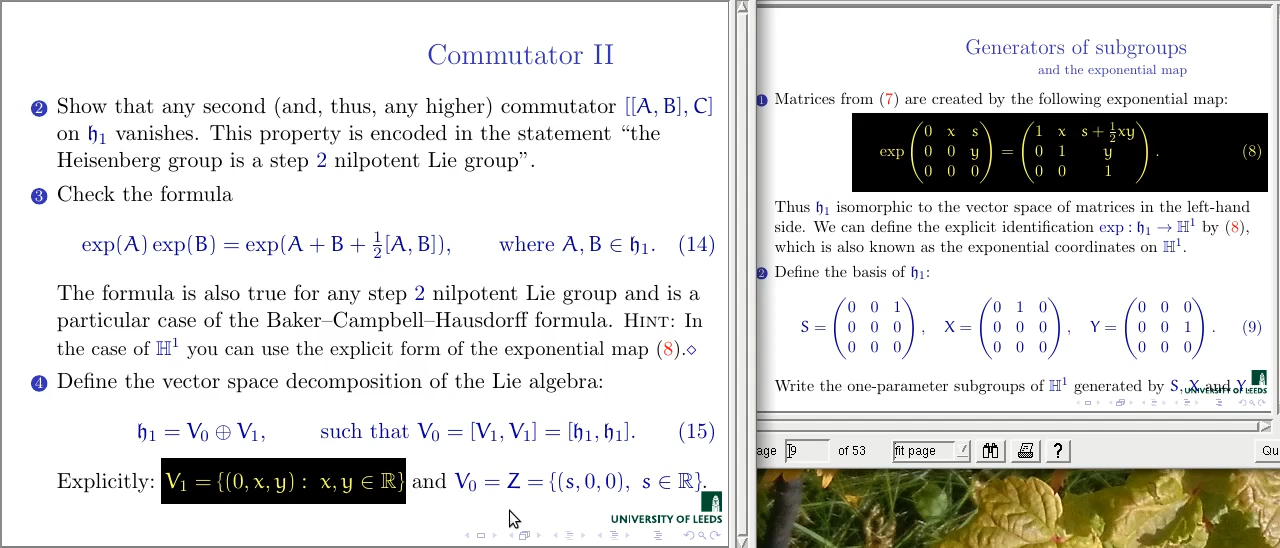 Commutator II
2 Show that any second (and, thus, any higher) commutator [[A, B], C]
on 𝔥₁ vanishes. This property is encoded in the statement “the
Heisenberg group is a step 2 nilpotent Lie group”.
3 Check the formula
exp(A) exp(B) = exp(A + B + ½[A, B]), where A, B ∈ 𝔥₁. (14)
The formula is also true for any step 2 nilpotent Lie group and is a
particular case of the Baker–Campbell–Hausdorff formula. HINT: In
the case of ℍ¹ you can use the explicit form of the exponential map (8).⋄
4 Define the vector space decomposition of the Lie algebra:
𝔥₁ = V₀ ⊕ V₁, such that V₀ = [V₁, V₁] = [𝔥₁, 𝔥₁]. (15)
Explicitly: V₁ = {(0, x, y) : x, y ∈ ℝ} and V₀ = Z = {(s, 0, 0), s ∈ ℝ}.
UNIVERSITY OF LEEDS
Generators of subgroups
and the exponential map
1 Matrices from (7) are created by the following exponential map:
0 x s 1 x s + ½xy
exp 0 0 y = 0 1 y . (8)
0 0 0 0 0 1
Thus 𝔥₁ isomorphic to the vector space of matrices in the left-hand
side. We can define the explicit identification exp : 𝔥₁ → ℍ¹ by (8),
which is also known as the exponential coordinates on ℍ¹.
2 Define the basis of 𝔥₁:
0 0 1 0 1 0 0 0 0
S = 0 0 0 , X = 0 0 0 , Y = 0 0 1 . (9)
0 0 0 0 0 0 0 0 0
Write the one-parameter subgroups of ℍ¹ generated by S, X and Y.
UNIVERSITY OF LEEDS
age 9 of 53 fit page ? Qu